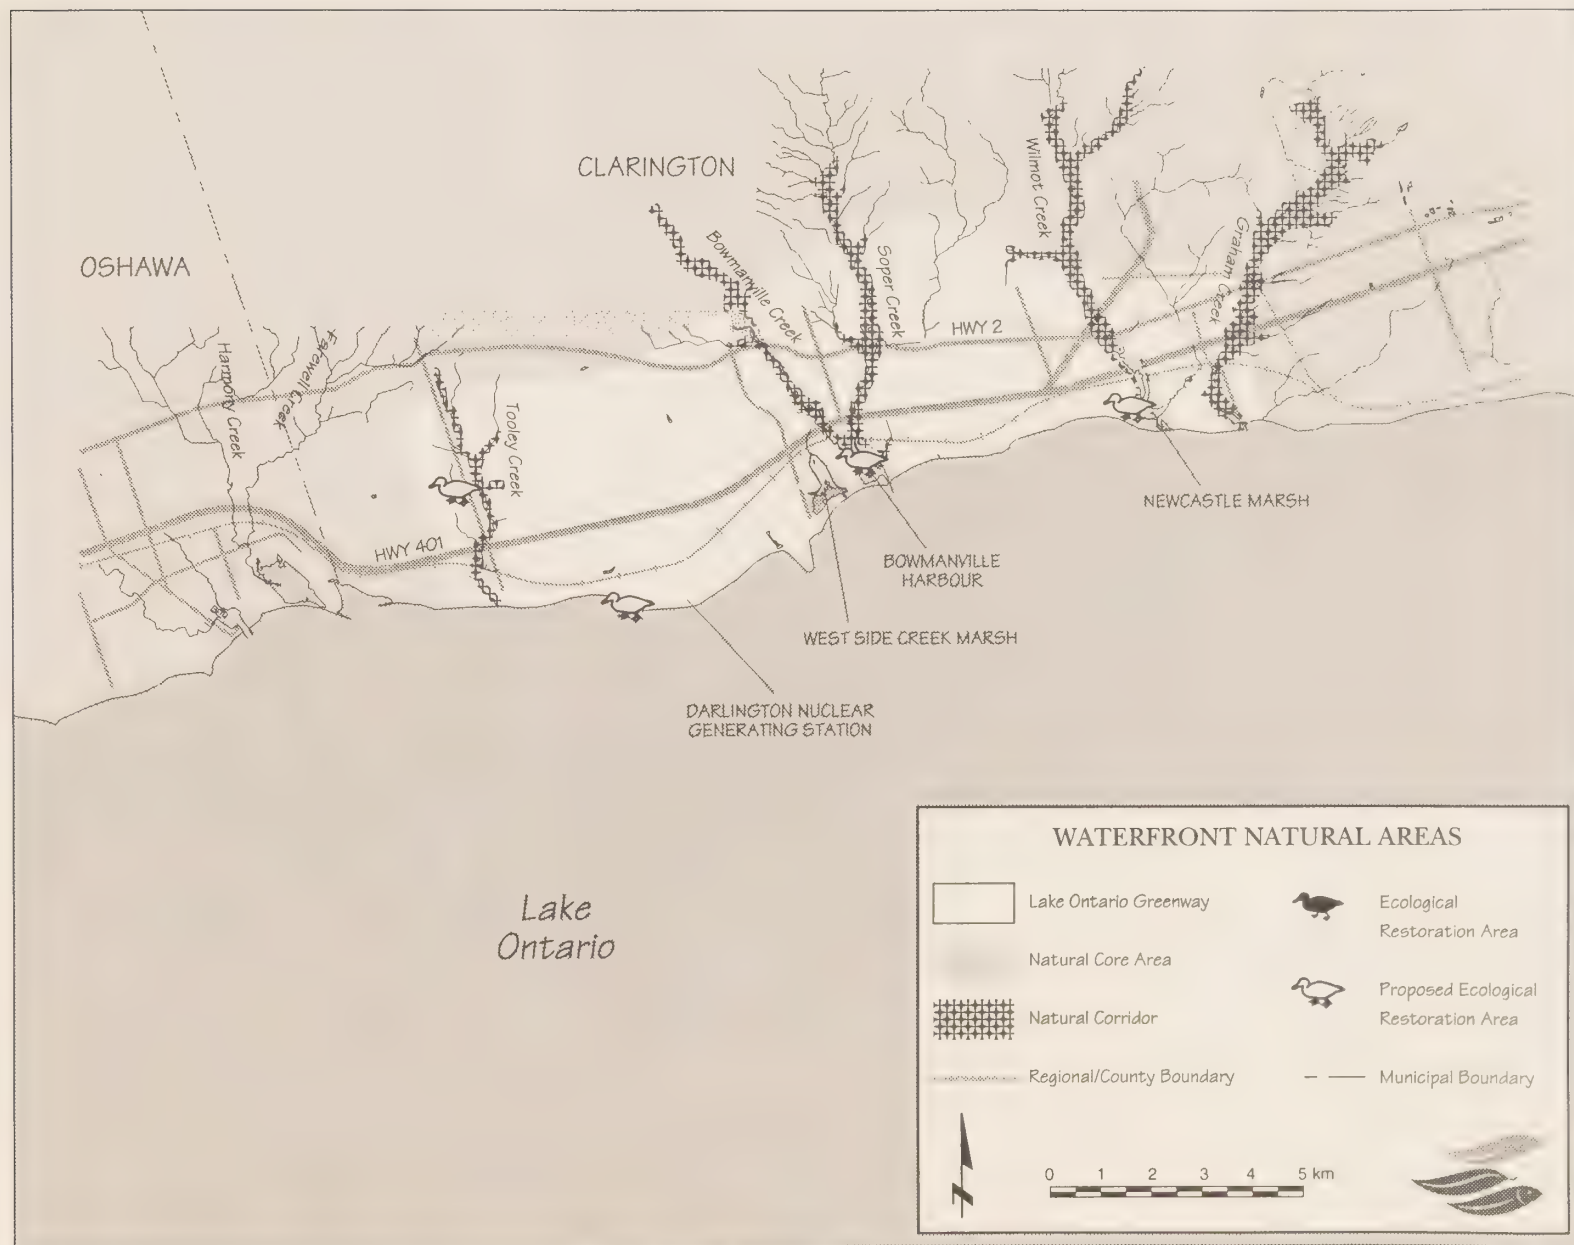 CLARINGTON
OSHAWA
Wilmot Creek
Graham Creek
Bowmanville Creek
Soper Creek
HWY 2
Harmony Creek
Farewell Creek
Tooley Creek
HWY 401
NEWCASTLE MARSH
BOWMANVILLE
HARBOUR
WEST SIDE CREEK MARSH
DARLINGTON NUCLEAR
GENERATING STATION
Lake
Ontario
WATERFRONT NATURAL AREAS
Lake Ontario Greenway
Natural Core Area
Natural Corridor
Regional/County Boundary
Ecological
Restoration Area
Proposed Ecological
Restoration Area
Municipal Boundary
0 1 2 3 4 5 km